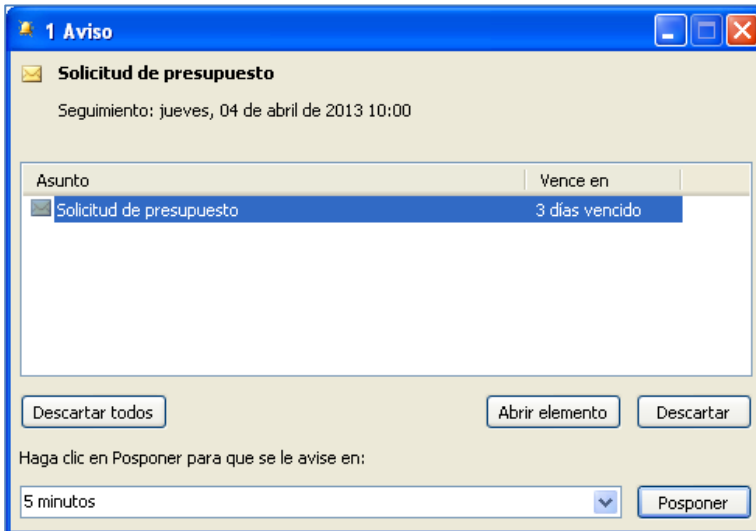 1 Aviso
Solicitud de presupuesto
Seguimiento: jueves, 04 de abril de 2013 10:00
Asunto Vence en
Solicitud de presupuesto 3 días vencido
Descartar todos Abrir elemento Descartar
Haga clic en Posponer para que se le avise en:
5 minutos Posponer